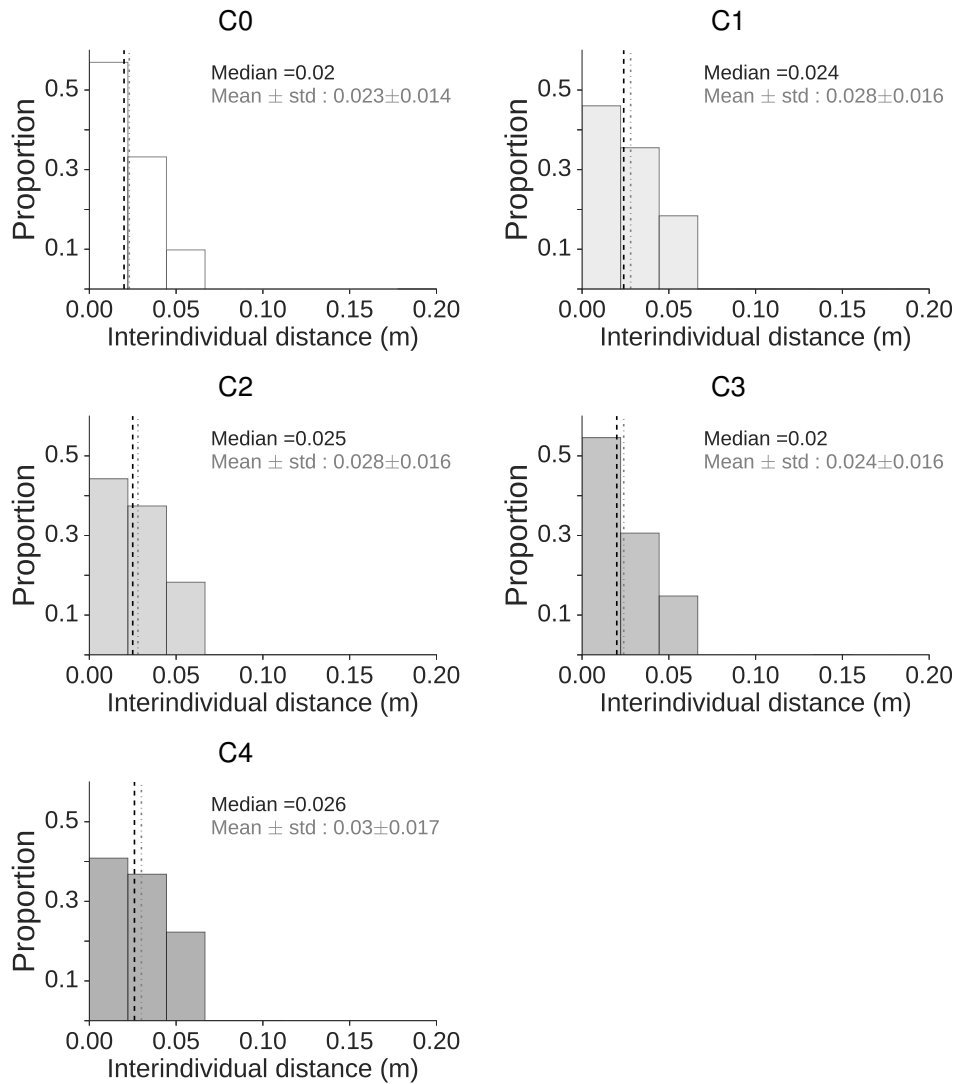 C0
Median =0.02
Mean ± std : 0.023±0.014
0.5
0.3
0.1
Proportion
0.00 0.05 0.10 0.15 0.20
Interindividual distance (m)
C1
Median =0.024
Mean ± std : 0.028±0.016
0.5
0.3
0.1
Proportion
0.00 0.05 0.10 0.15 0.20
Interindividual distance (m)
C2
Median =0.025
Mean ± std : 0.028±0.016
0.5
0.3
0.1
Proportion
0.00 0.05 0.10 0.15 0.20
Interindividual distance (m)
C3
Median =0.02
Mean ± std : 0.024±0.016
0.5
0.3
0.1
Proportion
0.00 0.05 0.10 0.15 0.20
Interindividual distance (m)
C4
Median =0.026
Mean ± std : 0.03±0.017
0.5
0.3
0.1
Proportion
0.00 0.05 0.10 0.15 0.20
Interindividual distance (m)